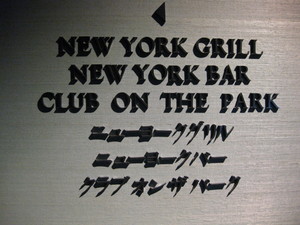 NEW YORK GRILL
NEW YORK BAR
CLUB ON THE PARK
ニューヨークグリル
ニューヨークバー
クラブ オン ザ パーク